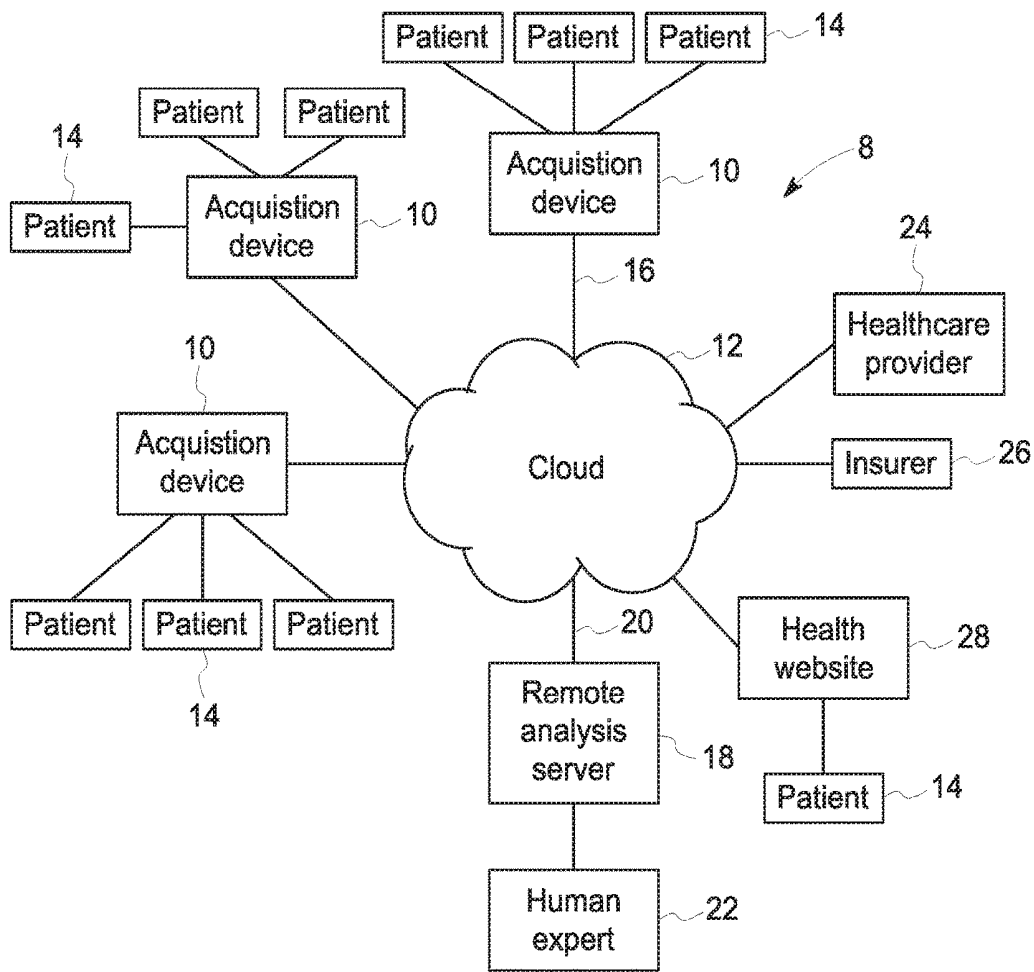 Patient
Patient
Patient
14
Patient
Patient
14
Acquistion
device
10
8
Patient
Acquistion
device
10
24
16
Healthcare
provider
12
10
Acquistion
device
Cloud
Insurer
26
Patient
Patient
Patient
20
Health
website
28
14
Remote
analysis
server
18
Patient
14
Human
expert
22